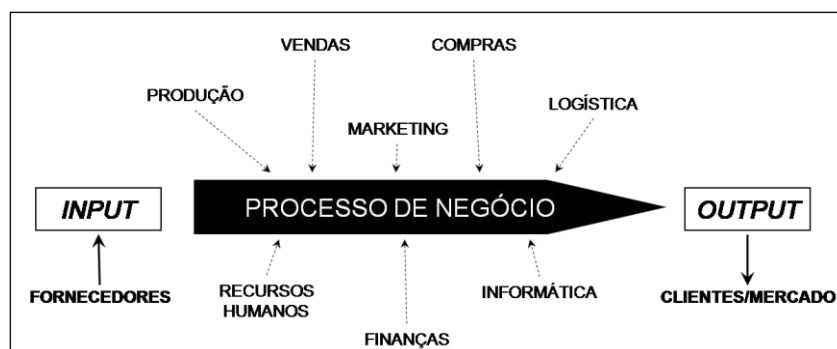 VENDAS
COMPRAS
PRODUÇÃO
LOGÍSTICA
MARKETING
INPUT
PROCESSO DE NEGÓCIO
OUTPUT
FORNECEDORES
RECURSOS
HUMANOS
FINANÇAS
INFORMÁTICA
CLIENTES/MERCADO